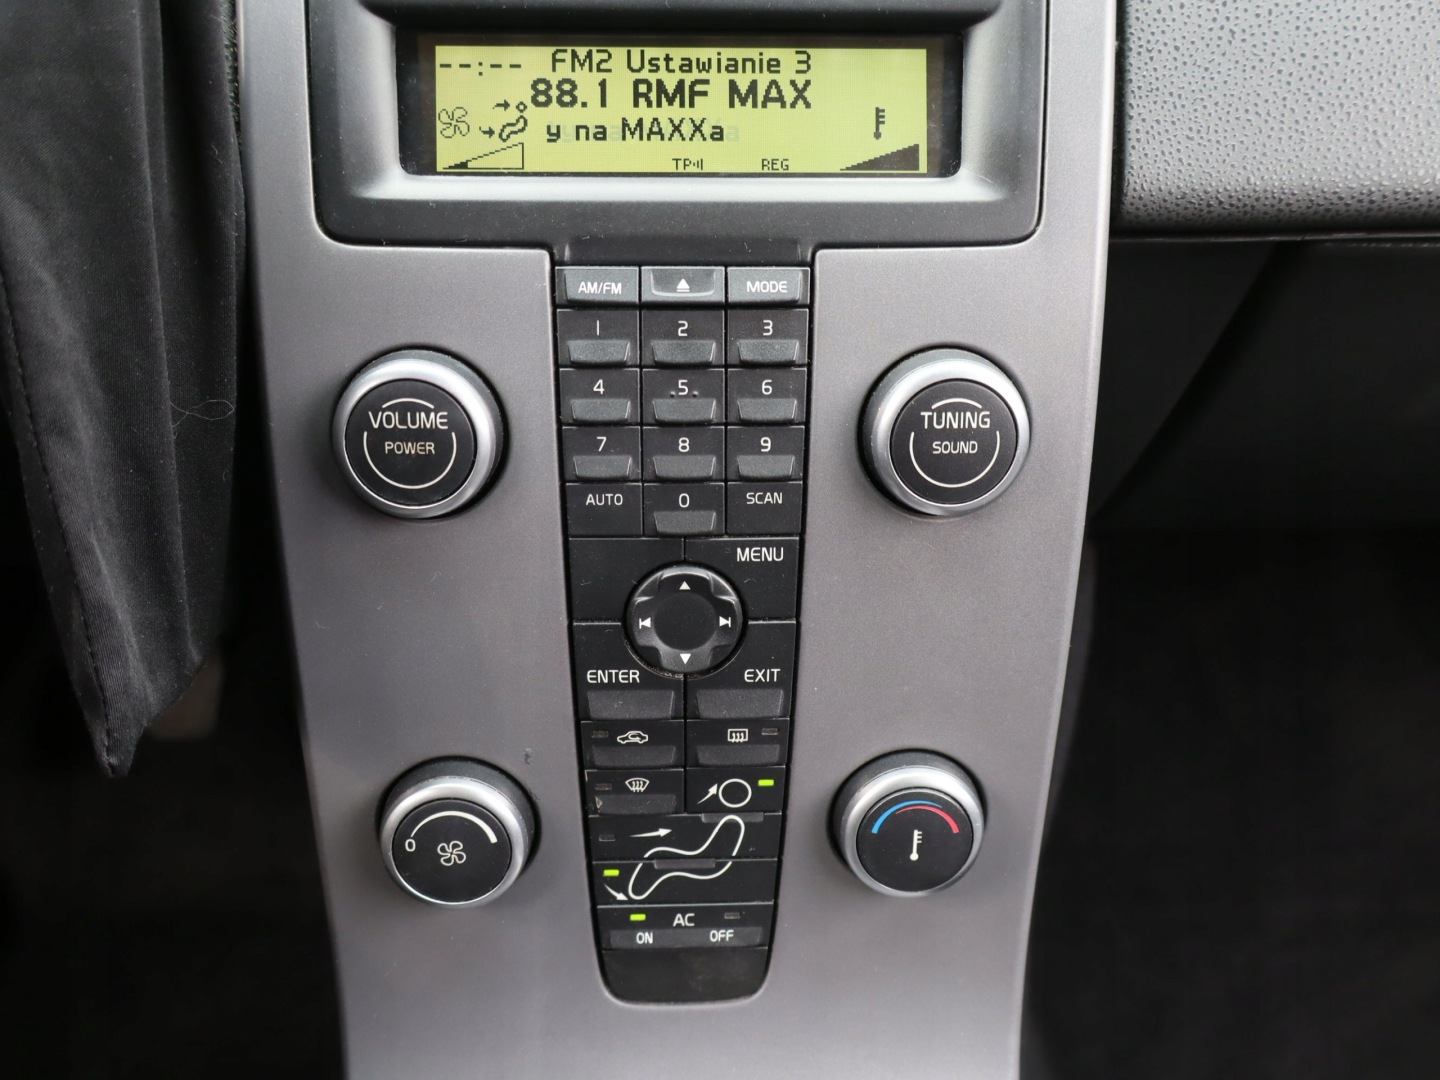 --:-- FM2 Ustawianie 3
88.1 RMF MAX
y na MAXXa
TP REG
AM/FM MODE
1 2 3
4 5 6
7 8 9
AUTO 0 SCAN
VOLUME
POWER
TUNING
SOUND
MENU
ENTER EXIT
0
AC
ON OFF